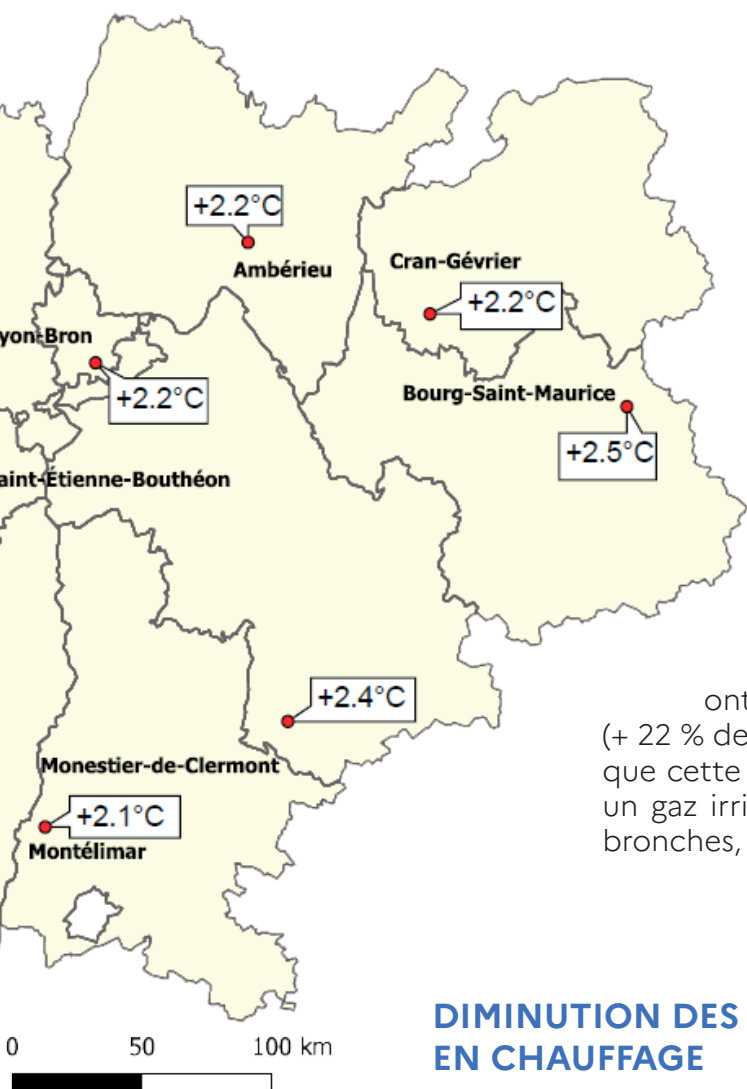 +2.2°C
Ambérieu
Cran-Gévrier
+2.2°C
yon-Bron
+2.2°C
Bourg-Saint-Maurice
+2.5°C
aint-Étienne-Bouthéon
+2.4°C
Monestier-de-Clermont
+2.1°C
Montélimar
ont
(+ 22 % de
que cette
un gaz irri
bronches,
0 50 100 km
DIMINUTION DES
EN CHAUFFAGE